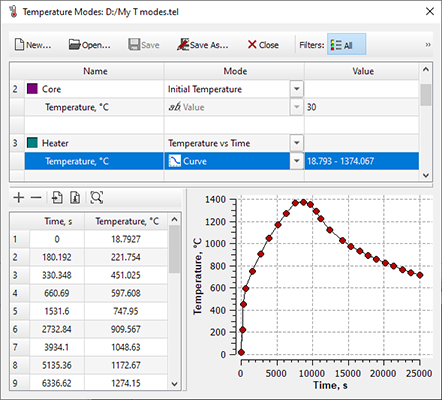 Temperature Modes: D:/My T modes.tel
New... Open... Save Save As... Close Filters: All »
Name Mode Value
2 Core Initial Temperature
Temperature, °C ab. Value 30
3 Heater Temperature vs Time
Temperature, °C Curve 18.793 - 1374.067
Time, s Temperature, °C
1 0 18.7927
2 180.192 221.754
3 330.348 451.025
4 660.69 597.608
5 1531.6 747.95
6 2732.84 909.567
7 3934.1 1048.63
8 5135.36 1172.67
9 6336.62 1274.15
Temperature, °C
1400
1200
1000
800
600
400
200
0
0 5000 10000 15000 20000 25000
Time, s